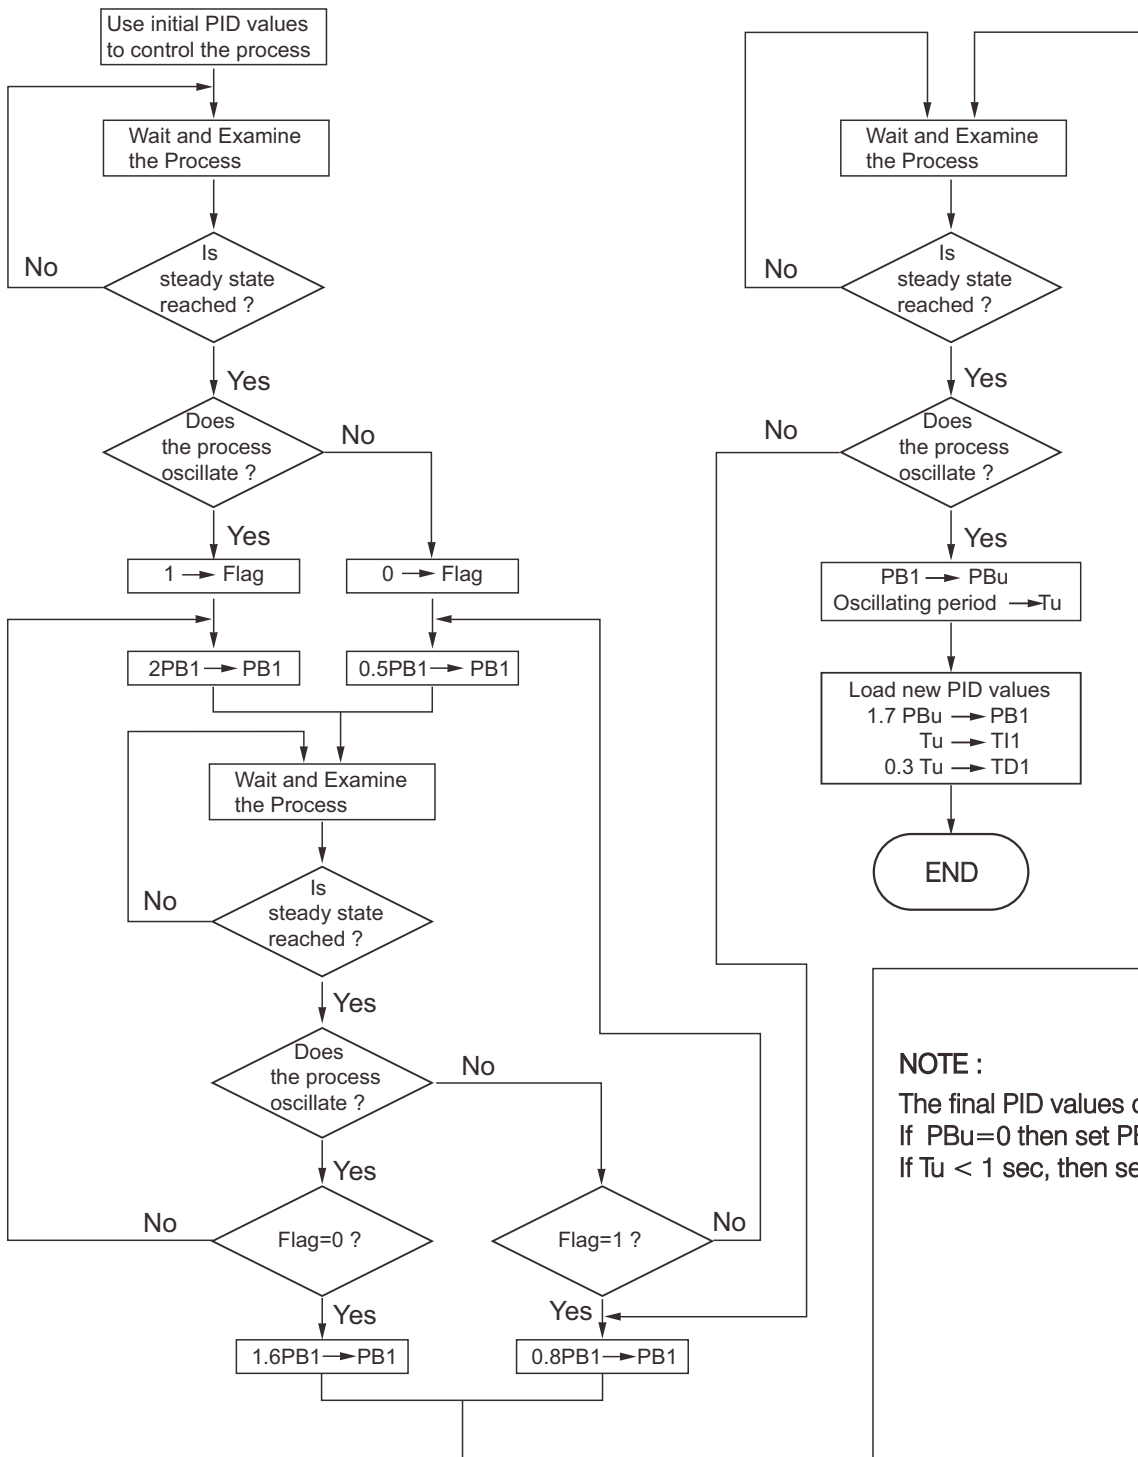 Use initial PID values
to control the process
Wait and Examine
the Process
Is
steady state
reached ?
No
Yes
Does
the process
oscillate ?
No
Yes
1 → Flag
0 → Flag
2PB1 → PB1
0.5PB1 → PB1
Wait and Examine
the Process
Is
steady state
reached ?
No
Yes
Does
the process
oscillate ?
No
Yes
Flag=0 ?
No
Yes
Flag=1 ?
No
Yes
1.6PB1 → PB1
0.8PB1 → PB1
Wait and Examine
the Process
Is
steady state
reached ?
No
Yes
Does
the process
oscillate ?
No
Yes
PB1 → PBu
Oscillating period → Tu
Load new PID values
1.7 PBu → PB1
Tu → TI1
0.3 Tu → TD1
END
NOTE :
The final PID values
If PBu=0 then set
If Tu < 1 sec, then